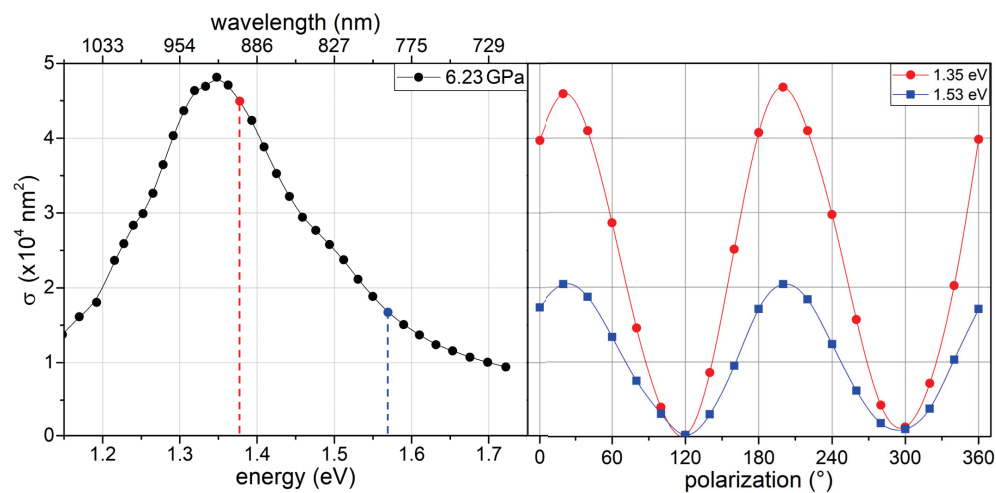 wavelength (nm)
1033 954 886 827 775 729
6.23 GPa
5
4
3
2
1
0
σ (x10⁴ nm²)
1.2 1.3 1.4 1.5 1.6 1.7
energy (eV)
1.35 eV
1.53 eV
0 60 120 180 240 300 360
polarization (°)